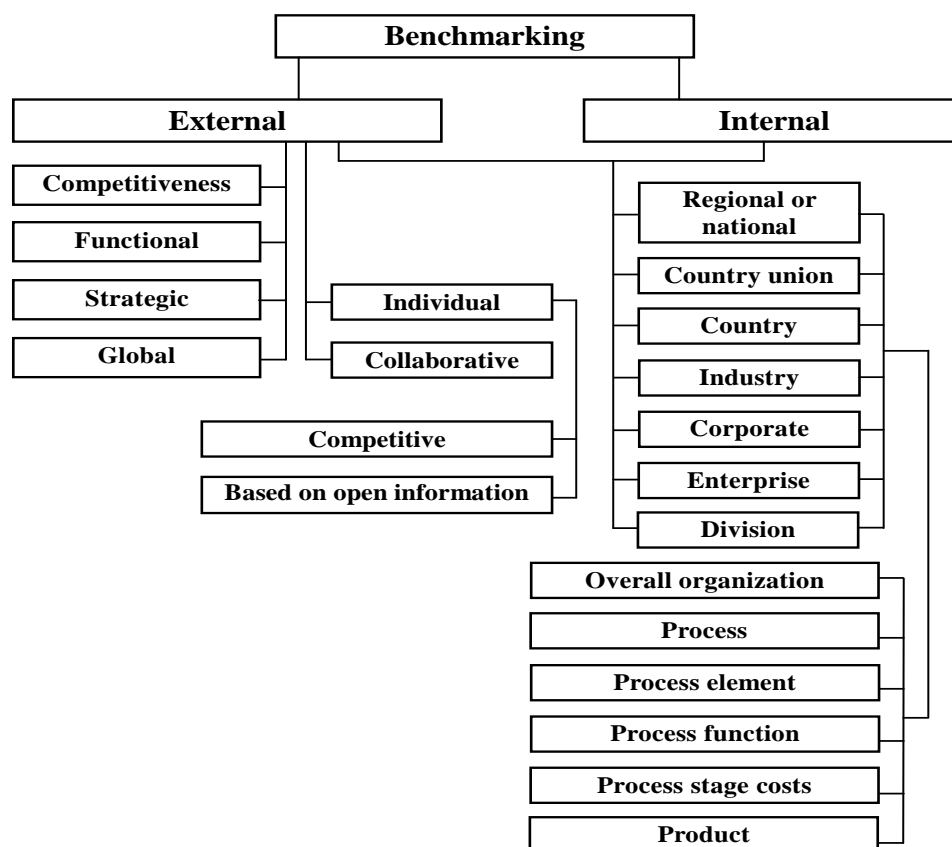 Benchmarking
External
Internal
Competitiveness
Functional
Strategic
Global
Individual
Collaborative
Competitive
Based on open information
Regional or
national
Country union
Country
Industry
Corporate
Enterprise
Division
Overall organization
Process
Process element
Process function
Process stage costs
Product